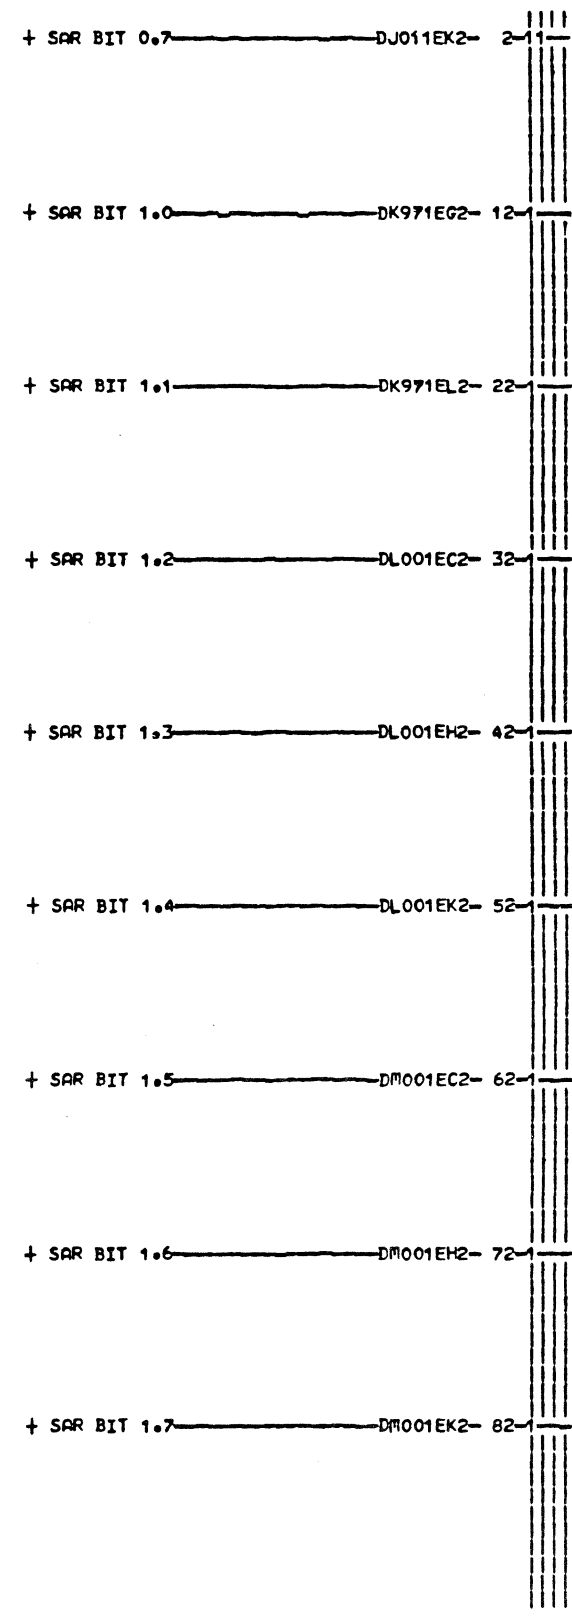 + SAR BIT 0.7 DJ011EK2- 2-11
+ SAR BIT 1.0 DK971EG2- 12-1
+ SAR BIT 1.1 DK971EL2- 22-1
+ SAR BIT 1.2 DL001EC2- 32-1
+ SAR BIT 1.3 DL001EH2- 42-1
+ SAR BIT 1.4 DL001EK2- 52-1
+ SAR BIT 1.5 DM001EC2- 62-1
+ SAR BIT 1.6 DM001EH2- 72-1
+ SAR BIT 1.7 DM001EK2- 82-1